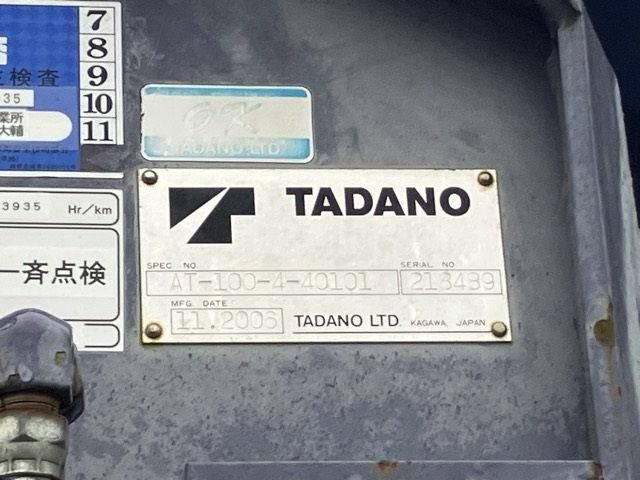 7
8
9
10
11
検査
935
業所
大輔
OK
TADANO LTD.
3935 Hr/km
一斉点検
TADANO
SPEC. NO. SERIAL NO.
AT-100-4-40101 213489
MFG. DATE
11.2006 TADANO LTD. KAGAWA, JAPAN